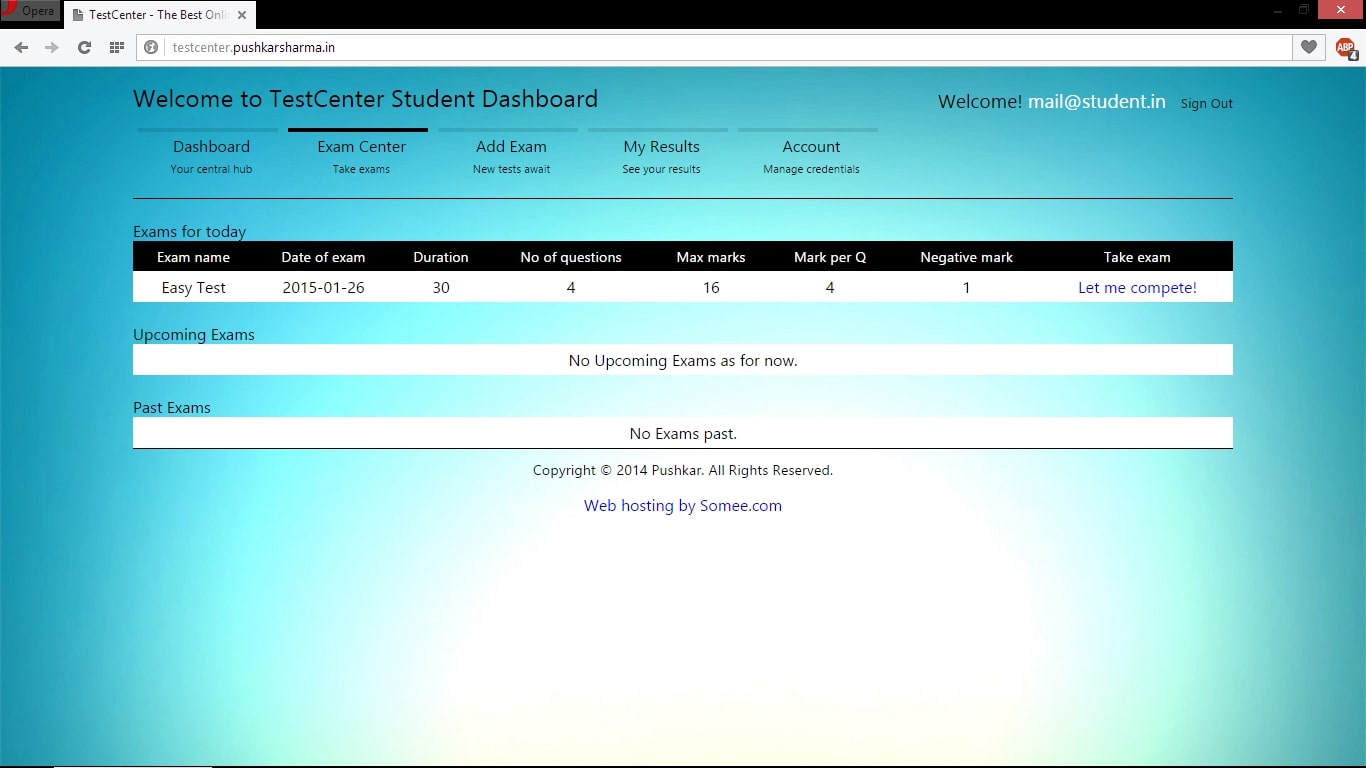 Opera
TestCenter - The Best Onli
testcenter.pushkarsharma.in
ABP
4
Welcome to TestCenter Student Dashboard
Welcome! mail@student.in Sign Out
Dashboard Exam Center Add Exam My Results Account
Your central hub Take exams New tests await See your results Manage credentials
Exams for today
Exam name Date of exam Duration No of questions Max marks Mark per Q Negative mark Take exam
Easy Test 2015-01-26 30 4 16 4 1 Let me compete!
Upcoming Exams
No Upcoming Exams as for now.
Past Exams
No Exams past.
Copyright © 2014 Pushkar. All Rights Reserved.
Web hosting by Somee.com